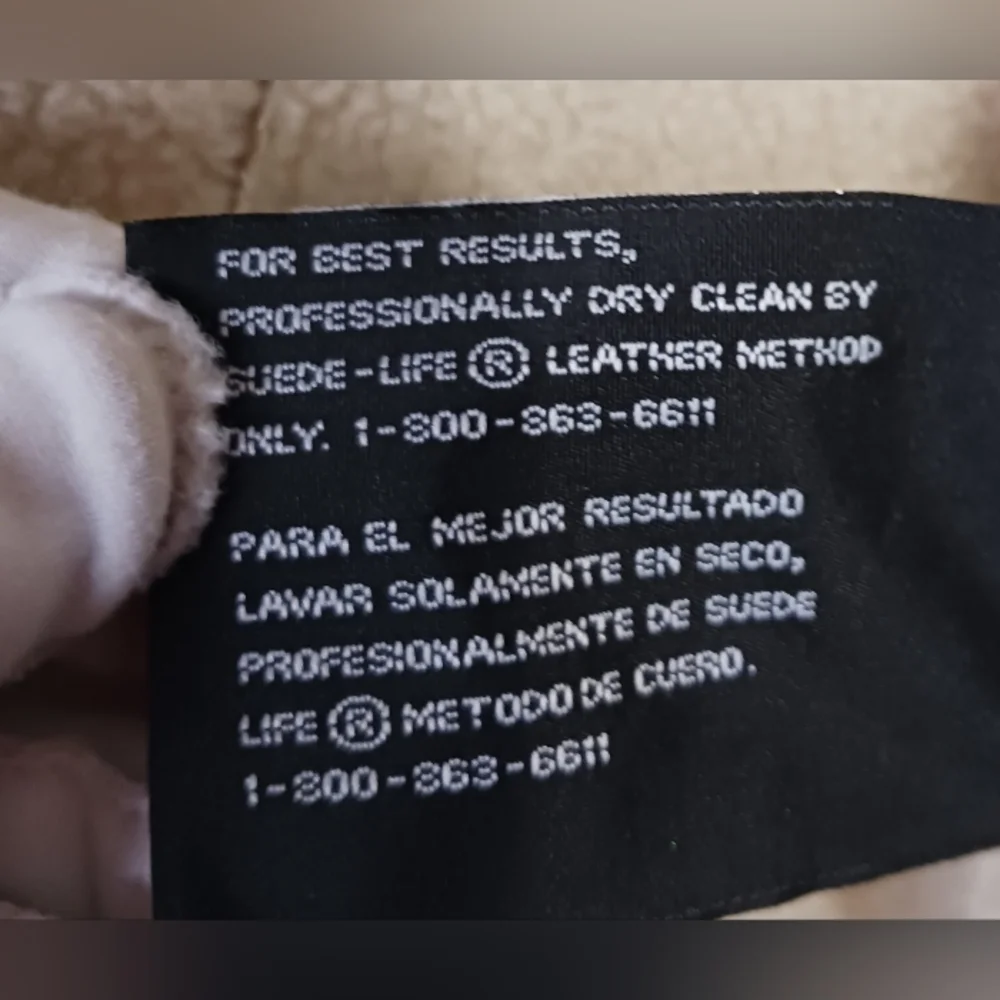 FOR BEST RESULTS,
PROFESSIONALLY DRY CLEAN BY
SUEDE-LIFE ® LEATHER METHOD
ONLY. 1-800-863-6611
PARA EL MEJOR RESULTADO
LAVAR SOLAMENTE EN SECO,
PROFESIONALMENTE DE SUEDE
LIFE ® METODO DE CUERO.
1-800-863-6611